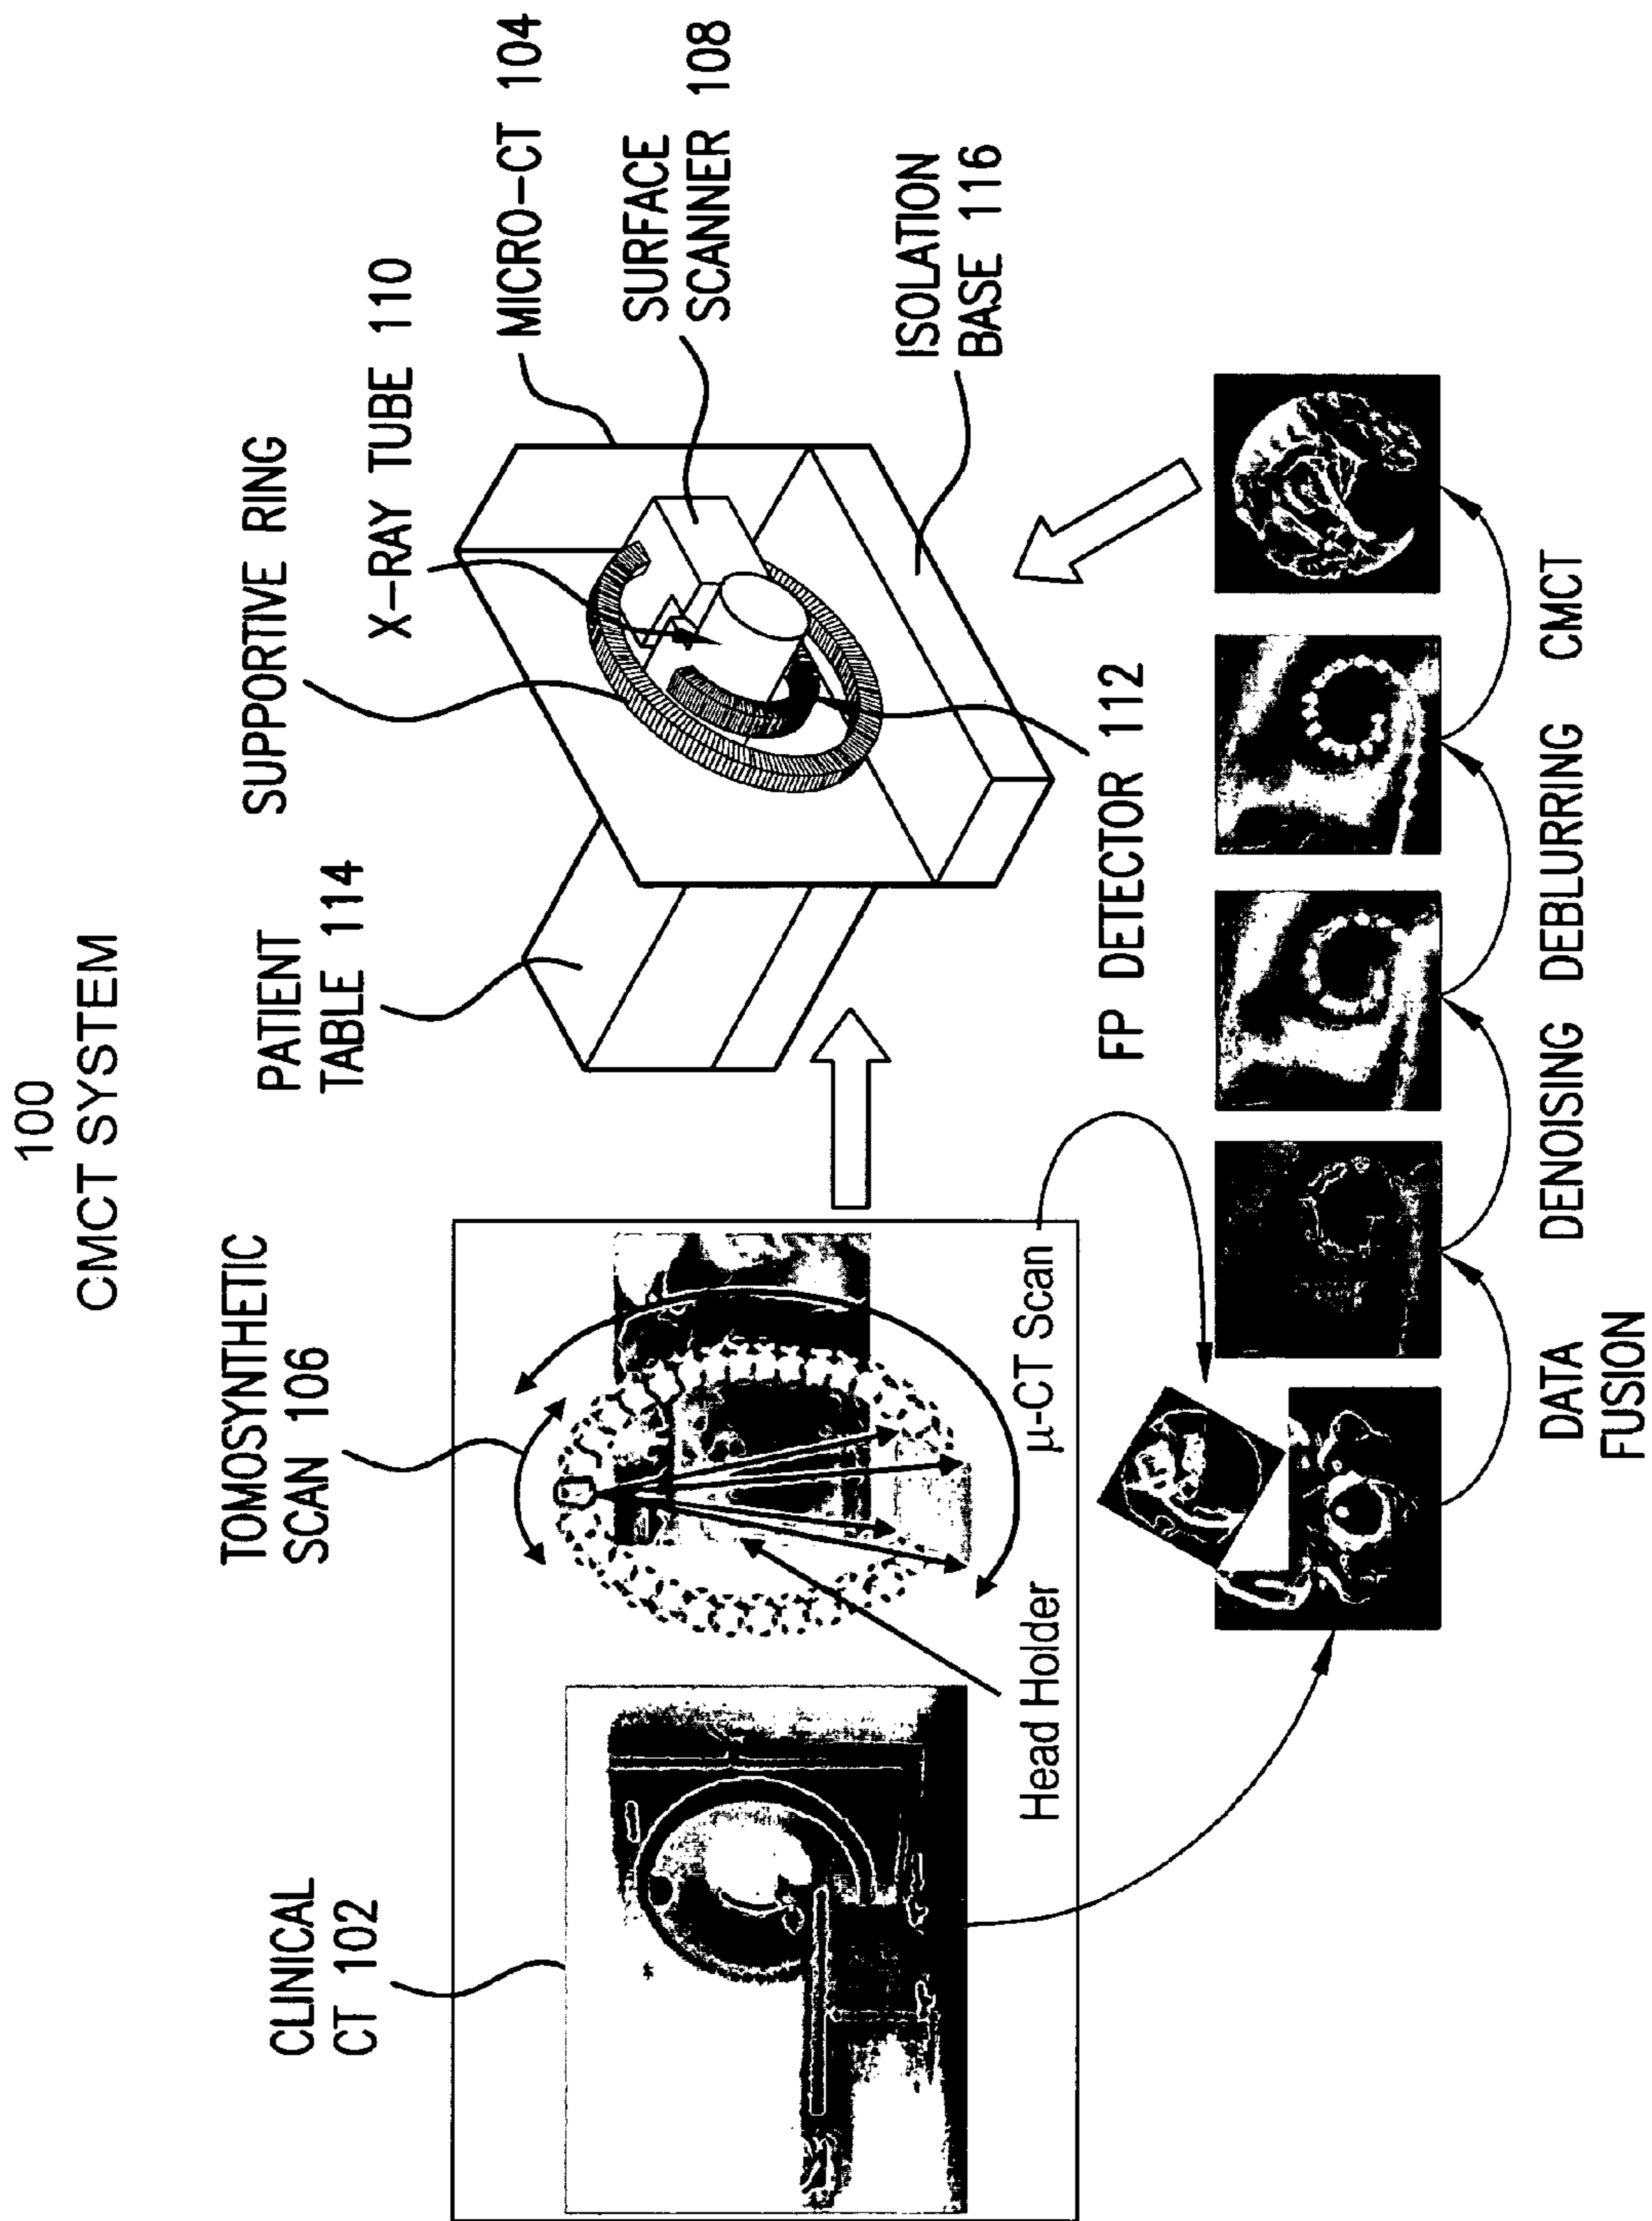 100
CMCT SYSTEM
CLINICAL
CT 102
TOMOSYNTHETIC
SCAN 106
PATIENT
TABLE 114
SUPPORTIVE RING
X-RAY TUBE 110
MICRO-CT 104
SURFACE
SCANNER 108
ISOLATION
BASE 116
Head Holder
μ-CT Scan
FP DETECTOR 112
DATA
FUSION
DENOISING
DEBLURRING
CMCT